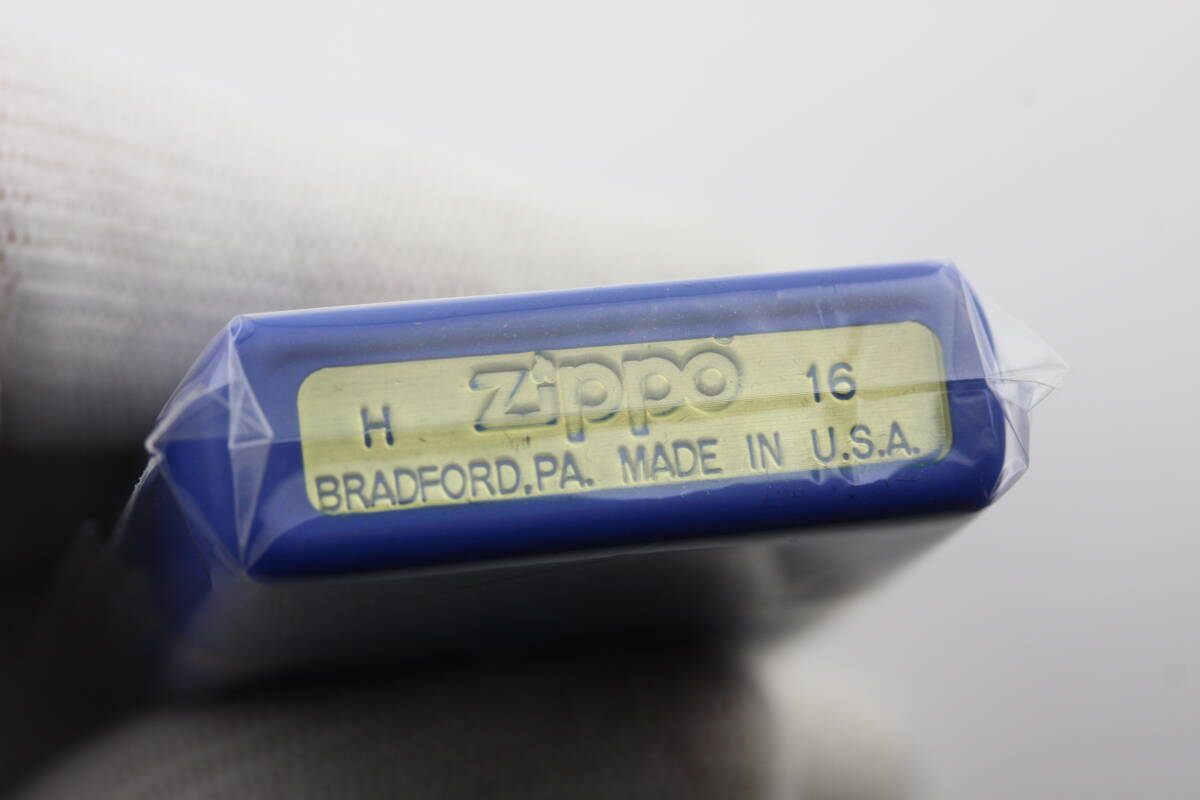 H Zippo 16
BRADFORD, PA. MADE IN U.S.A.